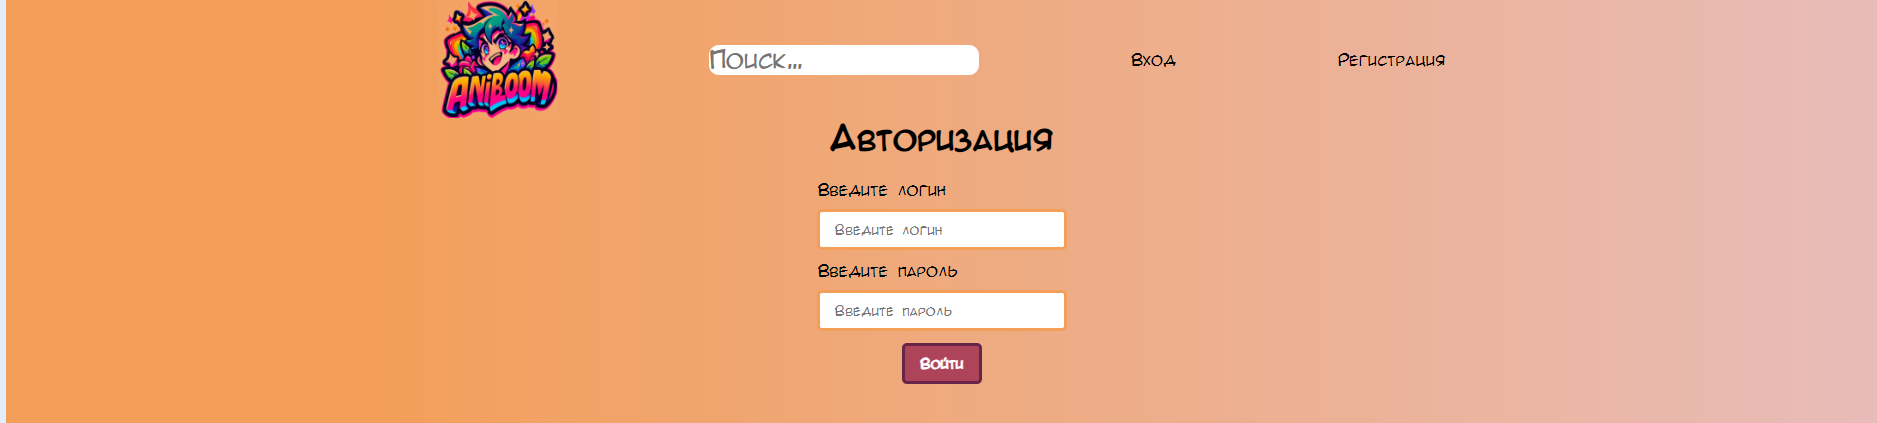 ANIBOOM
Поиск...
Вход
Регистрация
Авторизация
Введите логин
Введите логин
Введите пароль
Введите пароль
Войти